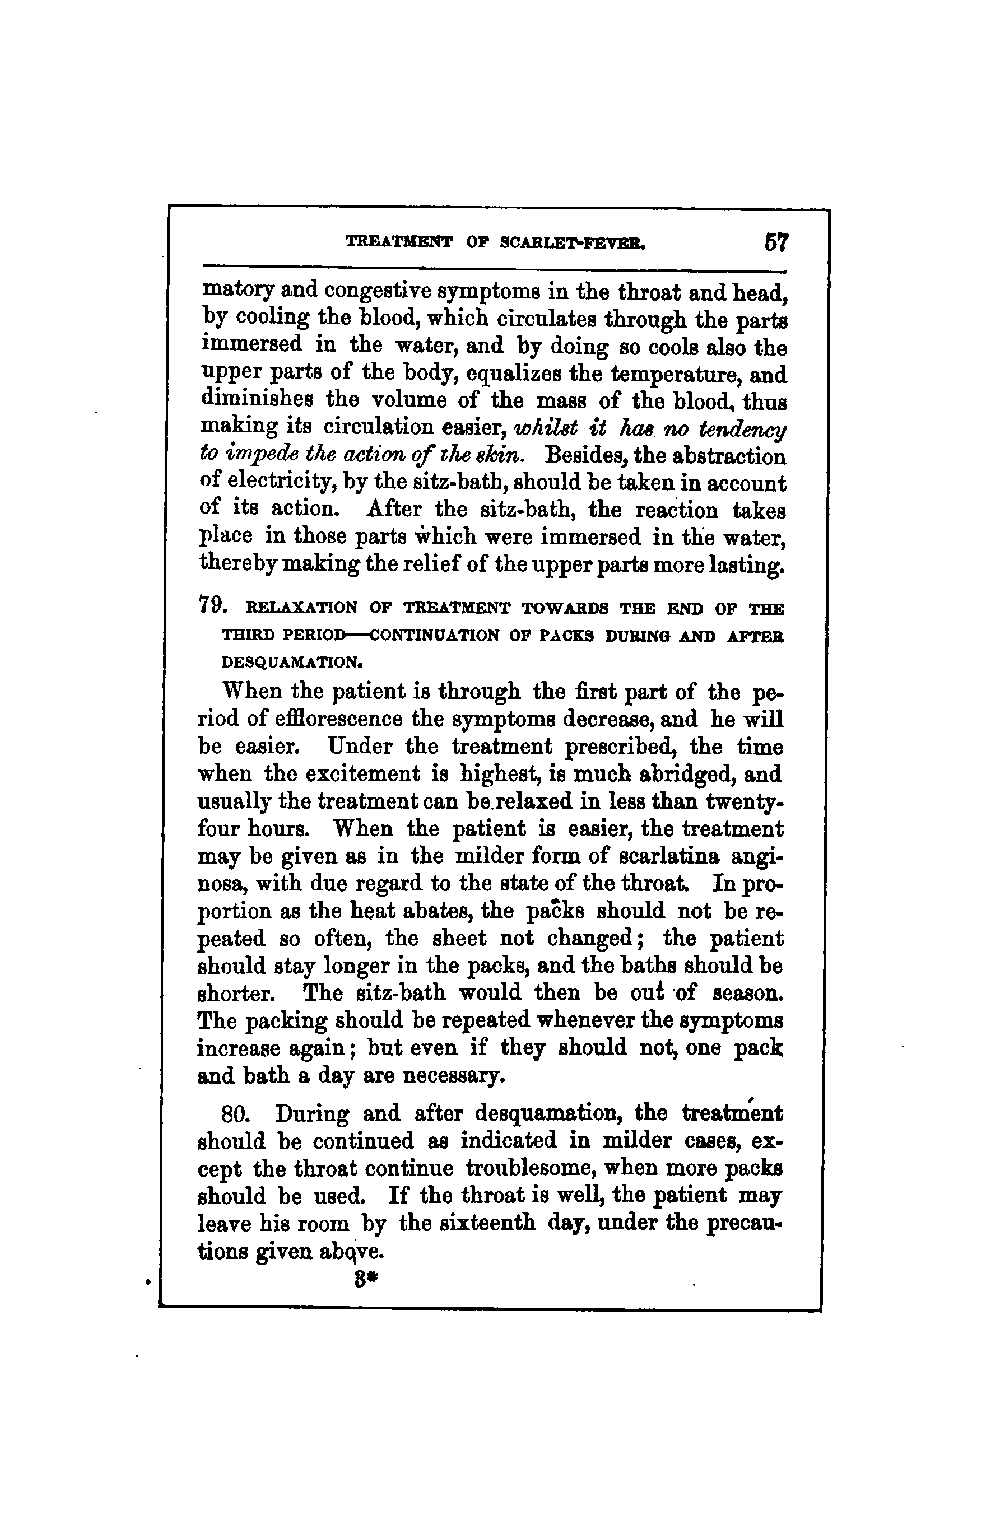 TREATMENT OF SCARLET-FEVER. 57
matory and congestive symptoms in the throat and head,
by cooling the blood, which circulates through the parts
immersed in the water, and by doing so cools also the
upper parts of the body, equalizes the temperature, and
diminishes the volume of the mass of the blood, thus
making its circulation easier, whilst it has no tendency
to impede the action of the skin. Besides, the abstraction
of electricity, by the sitz-bath, should be taken in account
of its action. After the sitz-bath, the reaction takes
place in those parts which were immersed in the water,
thereby making the relief of the upper parts more lasting.
79. RELAXATION OF TREATMENT TOWARDS THE END OF THE
THIRD PERIOD—CONTINUATION OF PACKS DURING AND AFTER
DESQUAMATION.
When the patient is through the first part of the pe-
riod of efflorescence the symptoms decrease, and he will
be easier. Under the treatment prescribed, the time
when the excitement is highest, is much abridged, and
usually the treatment can be relaxed in less than twenty-
four hours. When the patient is easier, the treatment
may be given as in the milder form of scarlatina angi-
nosa, with due regard to the state of the throat. In pro-
portion as the heat abates, the packs should not be re-
peated so often, the sheet not changed; the patient
should stay longer in the packs, and the baths should be
shorter. The sitz-bath would then be out of season.
The packing should be repeated whenever the symptoms
increase again; but even if they should not, one pack
and bath a day are necessary.
80. During and after desquamation, the treatment
should be continued as indicated in milder cases, ex-
cept the throat continue troublesome, when more packs
should be used. If the throat is well, the patient may
leave his room by the sixteenth day, under the precau-
tions given above.
3*